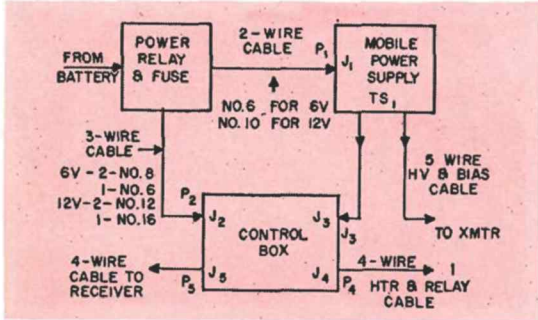 POWER
RELAY
& FUSE
FROM
BATTERY
2-WIRE
CABLE
P1
J1
MOBILE
POWER
SUPPLY
TS1
NO.6 FOR 6V
NO.10 FOR 12V
3-WIRE
CABLE
6V-2-NO.8
1-NO.6
12V-2-NO.12
1-NO.16
5 WIRE
HV & BIAS
CABLE
TO XMTR
P2
J2
J3
J3
CONTROL
BOX
J5
J4
P5
P4
4-WIRE
CABLE TO
RECEIVER
4-WIRE
1
HTR & RELAY
CABLE